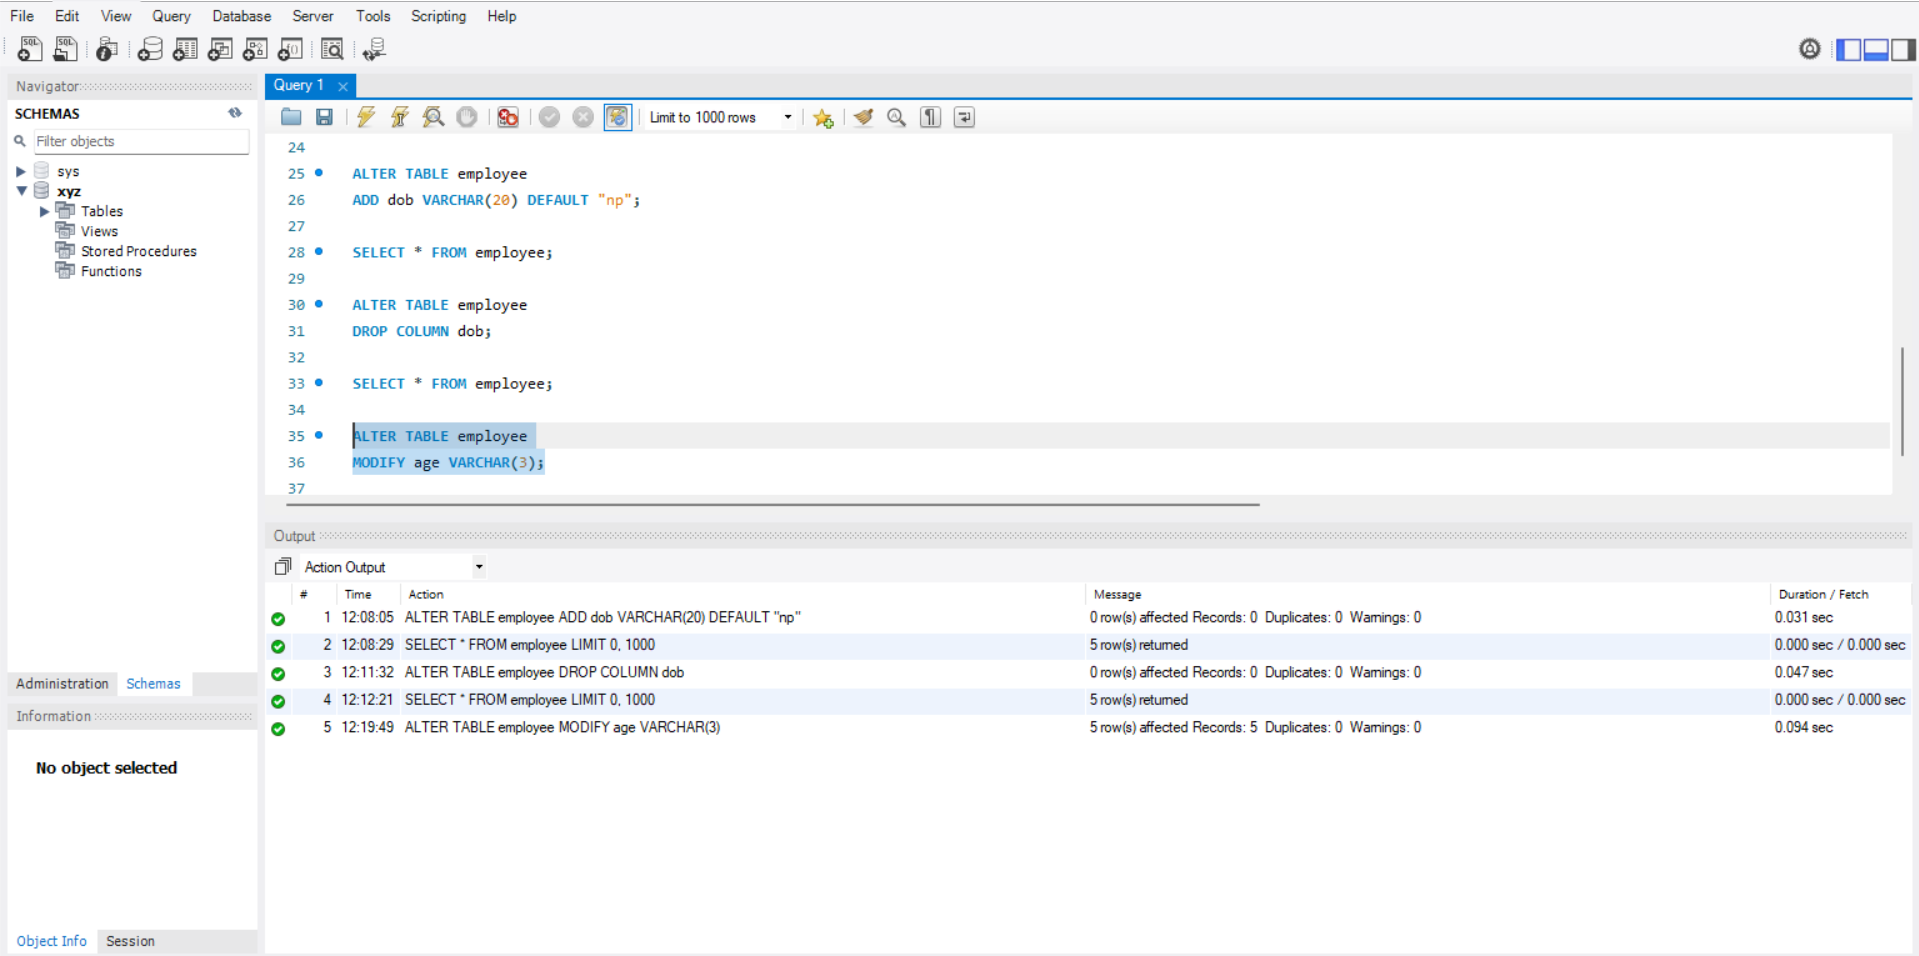 File Edit View Query Database Server Tools Scripting Help
Navigator
SCHEMAS
Filter objects
sys
xyz
Tables
Views
Stored Procedures
Functions
Administration Schemas
Information
No object selected
Object Info Session
Query 1
Limit to 1000 rows
24
25 ALTER TABLE employee
26 ADD dob VARCHAR(20) DEFAULT "np";
27
28 SELECT * FROM employee;
29
30 ALTER TABLE employee
31 DROP COLUMN dob;
32
33 SELECT * FROM employee;
34
35 ALTER TABLE employee
36 MODIFY age VARCHAR(3);
37
Output
Action Output
# Time Action Message Duration / Fetch
1 12:08:05 ALTER TABLE employee ADD dob VARCHAR(20) DEFAULT "np" 0 row(s) affected Records: 0 Duplicates: 0 Warnings: 0 0.031 sec
2 12:08:29 SELECT * FROM employee LIMIT 0, 1000 5 row(s) returned 0.000 sec / 0.000 sec
3 12:11:32 ALTER TABLE employee DROP COLUMN dob 0 row(s) affected Records: 0 Duplicates: 0 Warnings: 0 0.047 sec
4 12:12:21 SELECT * FROM employee LIMIT 0, 1000 5 row(s) returned 0.000 sec / 0.000 sec
5 12:19:49 ALTER TABLE employee MODIFY age VARCHAR(3) 5 row(s) affected Records: 5 Duplicates: 0 Warnings: 0 0.094 sec